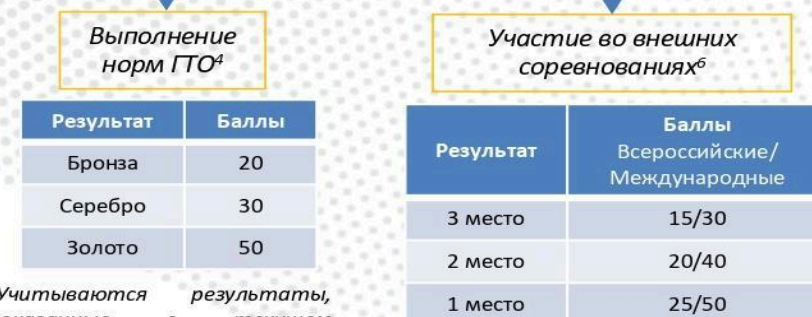 Выполнение
норм ГТО⁴
Результат Баллы
Бронза 20
Серебро 30
Золото 50
Учитываются результаты,
Участие во внешних
соревнованиях⁶
Результат Баллы
Всероссийские/
Международные
3 место 15/30
2 место 20/40
1 место 25/50